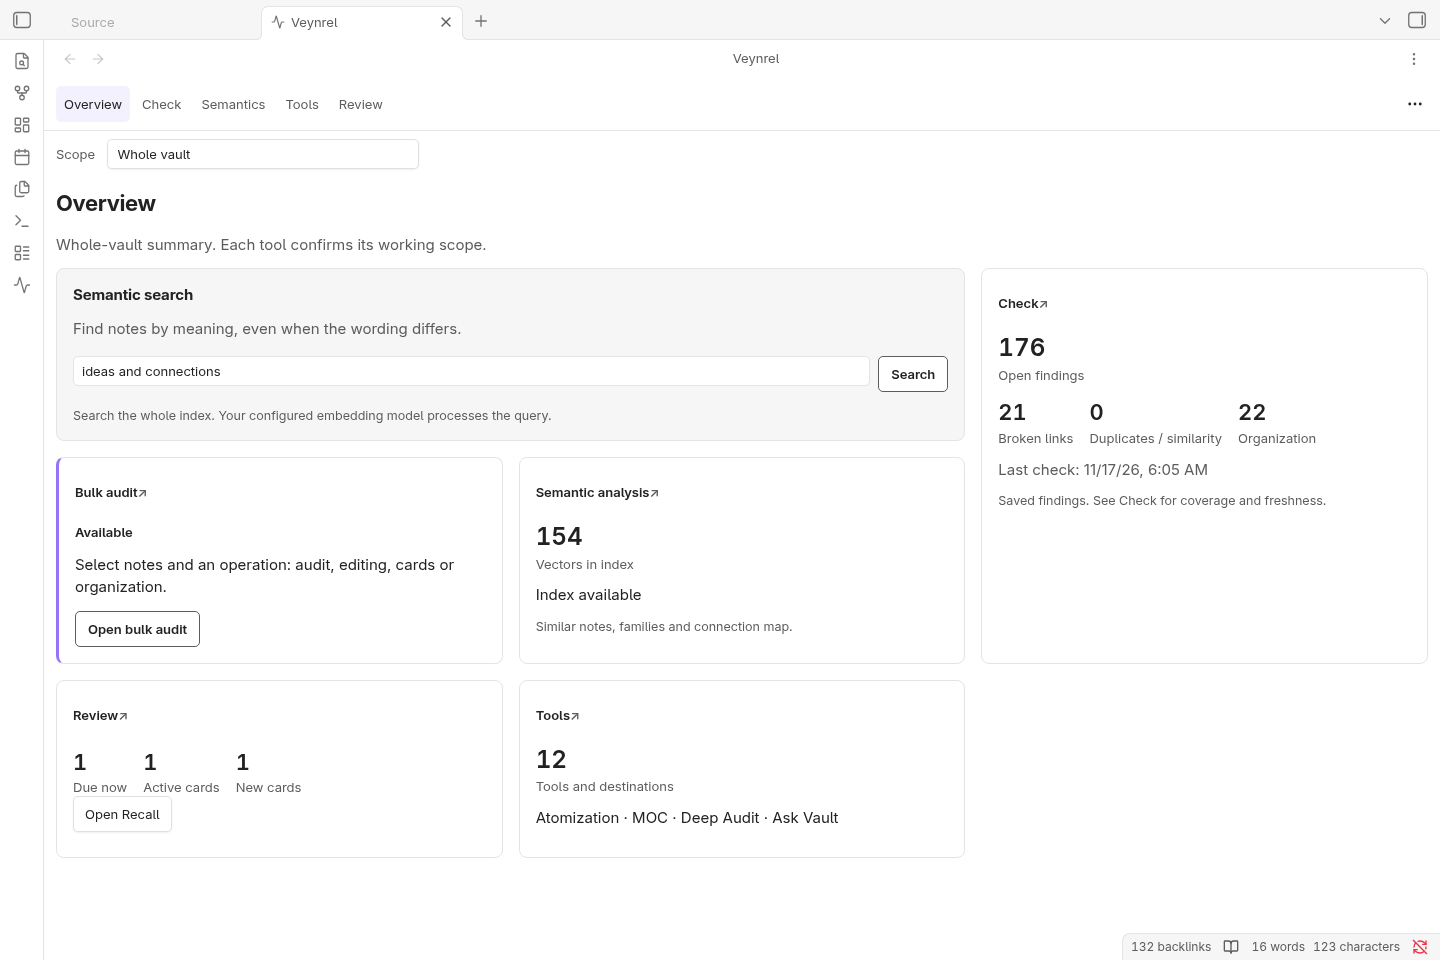 Source
Veynrel
Veynrel
Overview Check Semantics Tools Review
Scope Whole vault
Overview
Whole-vault summary. Each tool confirms its working scope.
Semantic search
Find notes by meaning, even when the wording differs.
ideas and connections
Search
Search the whole index. Your configured embedding model processes the query.
Check
176
Open findings
21 0 22
Broken links Duplicates / similarity Organization
Last check: 11/17/26, 6:05 AM
Saved findings. See Check for coverage and freshness.
Bulk audit
Available
Select notes and an operation: audit, editing, cards or
organization.
Open bulk audit
Semantic analysis
154
Vectors in index
Index available
Similar notes, families and connection map.
Review
1 1 1
Due now Active cards New cards
Open Recall
Tools
12
Tools and destinations
Atomization · MOC · Deep Audit · Ask Vault
132 backlinks 16 words 123 characters